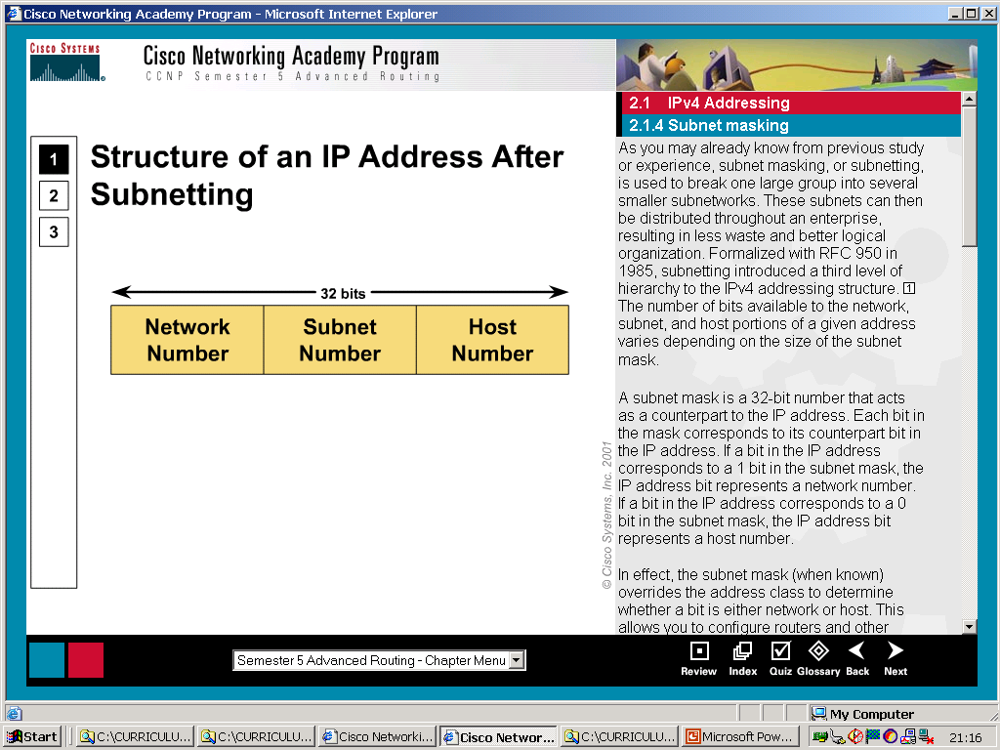 Cisco Networking Academy Program - Microsoft Internet Explorer
CISCO SYSTEMS
Cisco Networking Academy Program
CCNP Semester 5 Advanced Routing
2.1 IPv4 Addressing
2.1.4 Subnet masking
1
2
3
Structure of an IP Address After
Subnetting
32 bits
Network
Number
Subnet
Number
Host
Number
© Cisco Systems, Inc. 2001
As you may already know from previous study
or experience, subnet masking, or subnetting,
is used to break one large group into several
smaller subnetworks. These subnets can then
be distributed throughout an enterprise,
resulting in less waste and better logical
organization. Formalized with RFC 950 in
1985, subnetting introduced a third level of
hierarchy to the IPv4 addressing structure. 1
The number of bits available to the network,
subnet, and host portions of a given address
varies depending on the size of the subnet
mask.
A subnet mask is a 32-bit number that acts
as a counterpart to the IP address. Each bit in
the mask corresponds to its counterpart bit in
the IP address. If a bit in the IP address
corresponds to a 1 bit in the subnet mask, the
IP address bit represents a network number.
If a bit in the IP address corresponds to a 0
bit in the subnet mask, the IP address bit
represents a host number.
In effect, the subnet mask (when known)
overrides the address class to determine
whether a bit is either network or host. This
allows you to configure routers and other
Semester 5 Advanced Routing - Chapter Menu
Review Index Quiz Glossary Back Next
My Computer
Start C:\CURRICULU... C:\CURRICULU... Cisco Networki... Cisco Networ... C:\CURRICULU... Microsoft Pow... 21:16